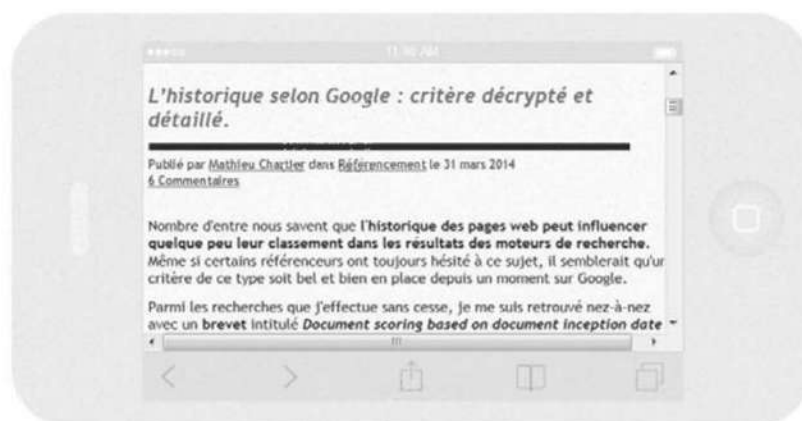 L'historique selon Google : critère décrypté et
détaillé.
Publié par Mathieu Chartier dans Référencement le 31 mars 2014
6 Commentaires
Nombre d'entre nous savent que l'historique des pages web peut influencer
quelque peu leur classement dans les résultats des moteurs de recherche.
Même si certains référenceurs ont toujours hésité à ce sujet, il semblerait qu'un
critère de ce type soit bel et bien en place depuis un moment sur Google.
Parmi les recherches que j'effectue sans cesse, je me suis retrouvé nez-à-nez
avec un brevet intitulé Document scoring based on document inception date